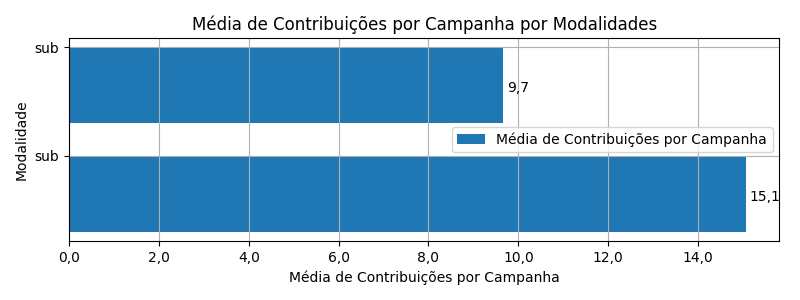 Média de Contribuições por Campanha por Modalidades
sub
9,7
Média de Contribuições por Campanha
sub
15,1
Modalidade
0,0 2,0 4,0 6,0 8,0 10,0 12,0 14,0
Média de Contribuições por Campanha